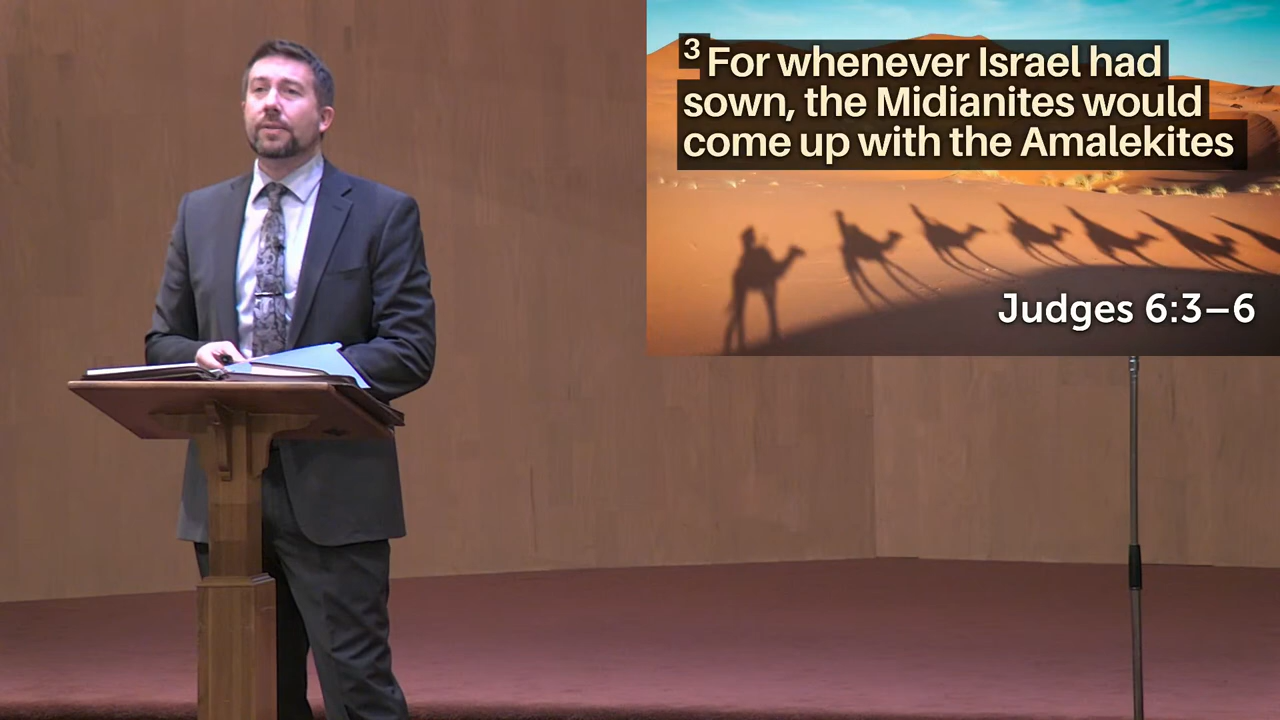 3 For whenever Israel had
sown, the Midianites would
come up with the Amalekites
Judges 6:3–6